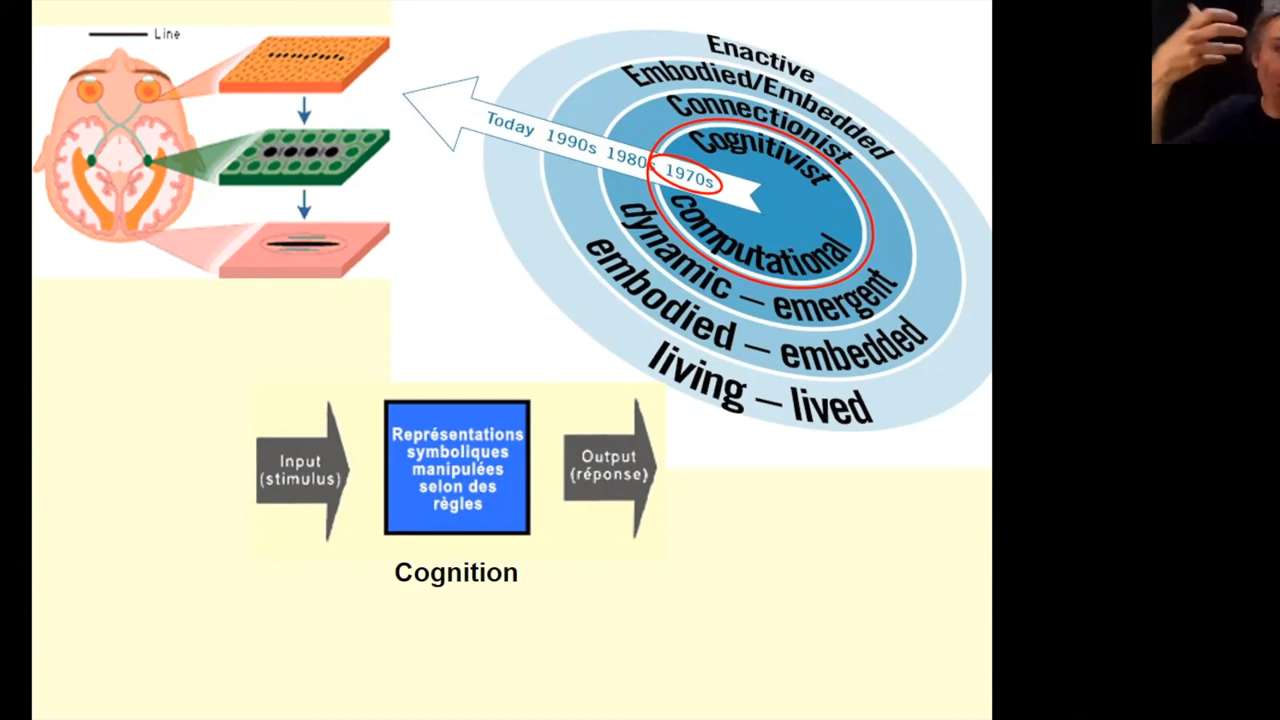 Line
Enactive
Embodied/Embedded
Connectionist
Cognitivist
Today 1990s 1980s 1970s
computational
dynamic – emergent
embodied – embedded
living – lived
Input
(stimulus)
Représentations
symboliques
manipulées
selon des
règles
Output
(réponse)
Cognition